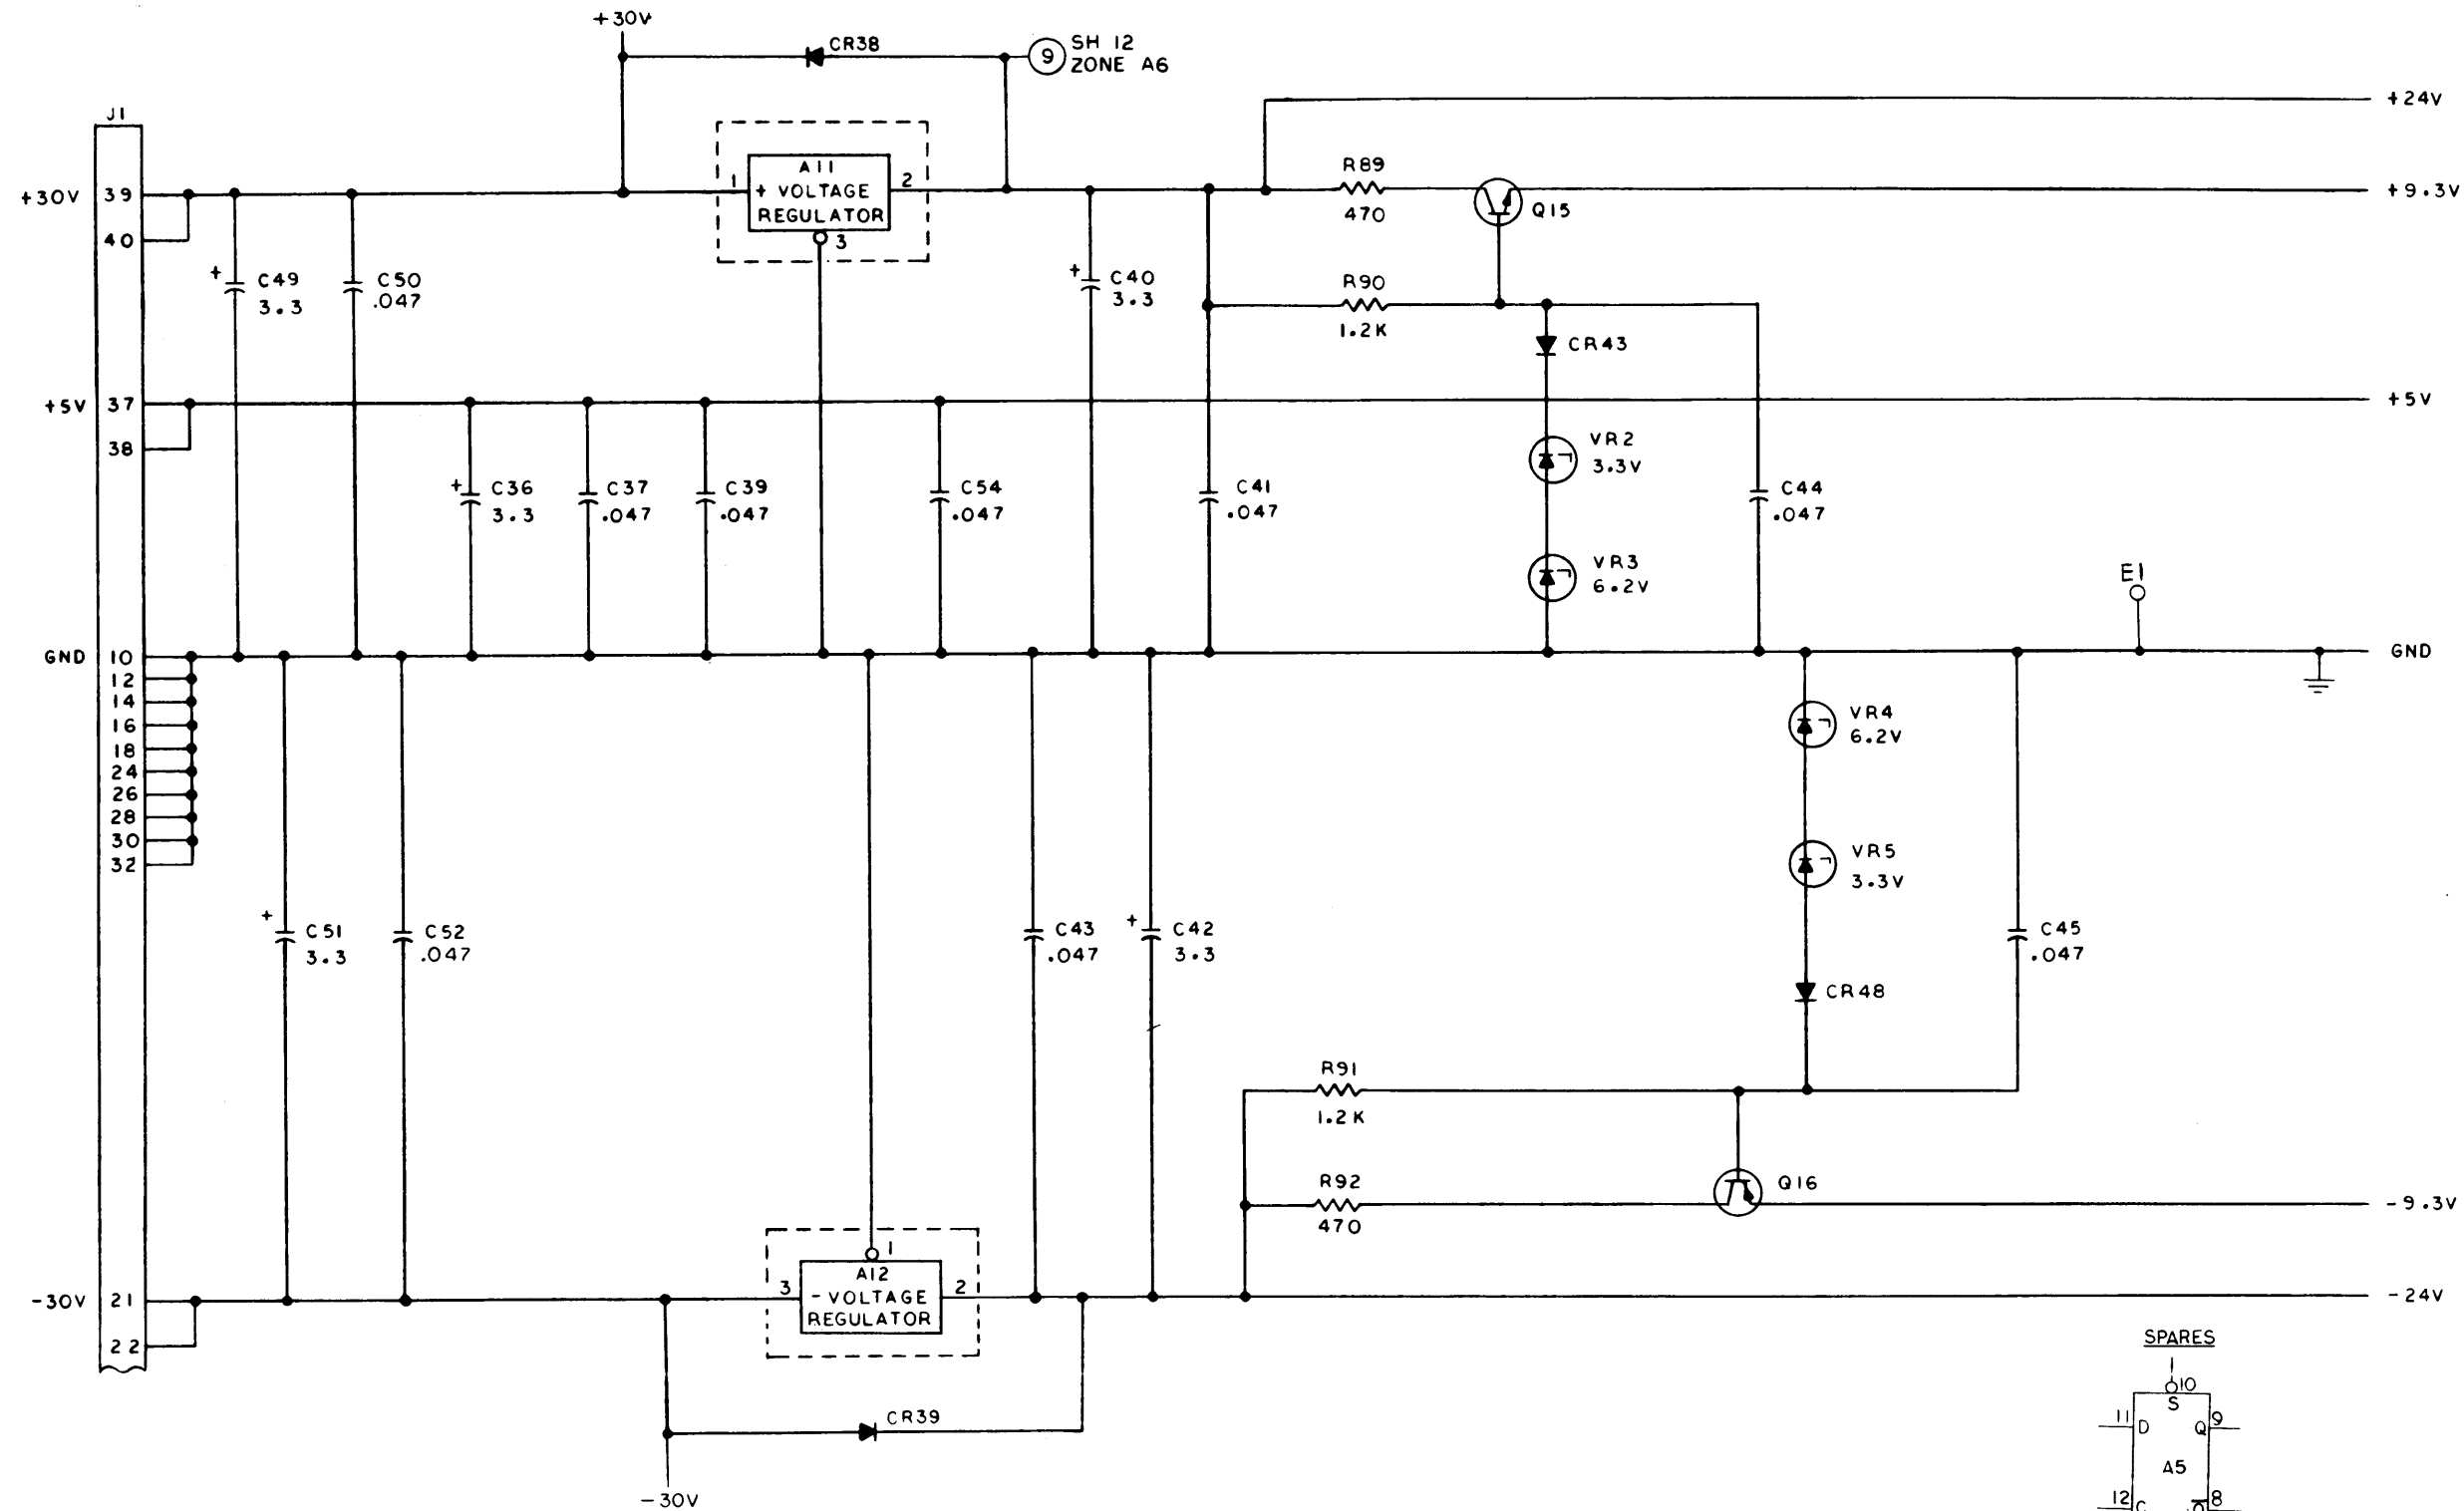 +30V
CR38
9
SH 12
ZONE A6
J1
+24V
A11
+ VOLTAGE
REGULATOR
1
2
3
R89
470
Q15
+9.3V
+30V
39
40
+
C49
3.3
C50
.047
+
C40
3.3
R90
1.2K
CR43
+5V
37
38
+5V
VR2
3.3V
+
C36
3.3
C37
.047
C39
.047
C54
.047
C41
.047
C44
.047
VR3
6.2V
E1
GND
10
12
14
16
18
24
26
28
30
32
GND
VR4
6.2V
VR5
3.3V
+
C51
3.3
C52
.047
C43
.047
+
C42
3.3
C45
.047
CR48
R91
1.2K
R92
470
Q16
-9.3V
1
A12
- VOLTAGE
REGULATOR
3
2
-30V
21
22
-24V
CR39
-30V
SPARES
10
S
11
D
Q
9
A5
12
C
Q̅
8